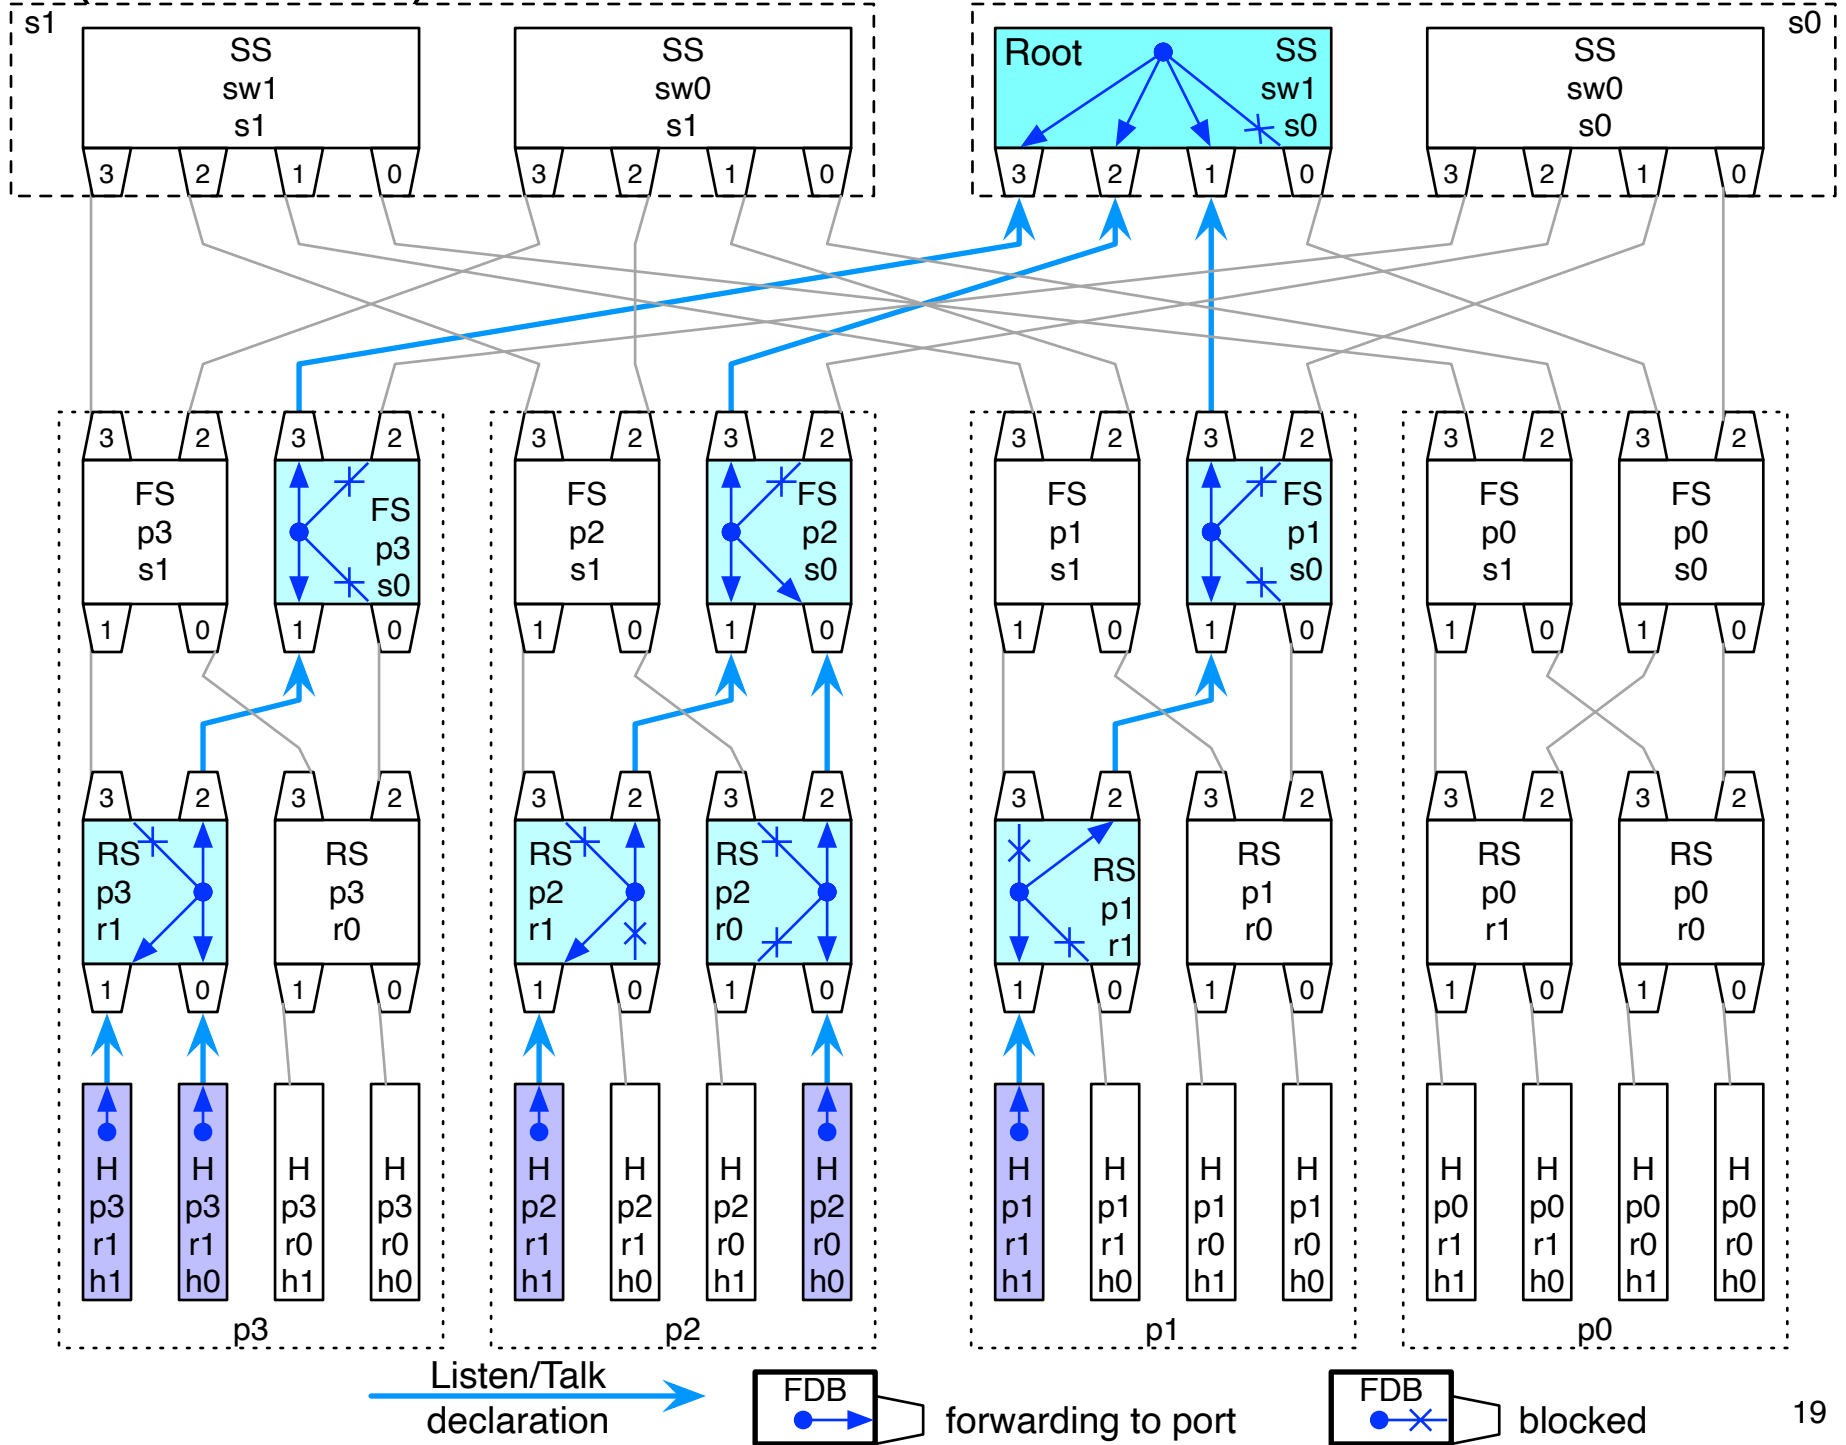 s1
s0
SS
sw1
s1
SS
sw0
s1
Root
SS
sw1
s0
SS
sw0
s0
3 2 1 0
3 2 1 0
3 2 1 0
3 2 1 0
3 2
3 2
3 2
3 2
3 2
3 2
3 2
3 2
FS
p3
s1
FS
p3
s0
FS
p2
s1
FS
p2
s0
FS
p1
s1
FS
p1
s0
FS
p0
s1
FS
p0
s0
1 0
1 0
1 0
1 0
1 0
1 0
1 0
1 0
3 2
3 2
3 2
3 2
3 2
3 2
3 2
3 2
RS
p3
r1
RS
p3
r0
RS
p2
r1
RS
p2
r0
RS
p1
r1
RS
p1
r0
RS
p0
r1
RS
p0
r0
1 0
1 0
1 0
1 0
1 0
1 0
1 0
1 0
H
p3
r1
h1
H
p3
r1
h0
H
p3
r0
h1
H
p3
r0
h0
H
p2
r1
h1
H
p2
r1
h0
H
p2
r0
h1
H
p2
r0
h0
H
p1
r1
h1
H
p1
r1
h0
H
p1
r0
h1
H
p1
r0
h0
H
p0
r1
h1
H
p0
r1
h0
H
p0
r0
h1
H
p0
r0
h0
p3
p2
p1
p0
Listen/Talk
declaration
FDB
forwarding to port
FDB
blocked
19